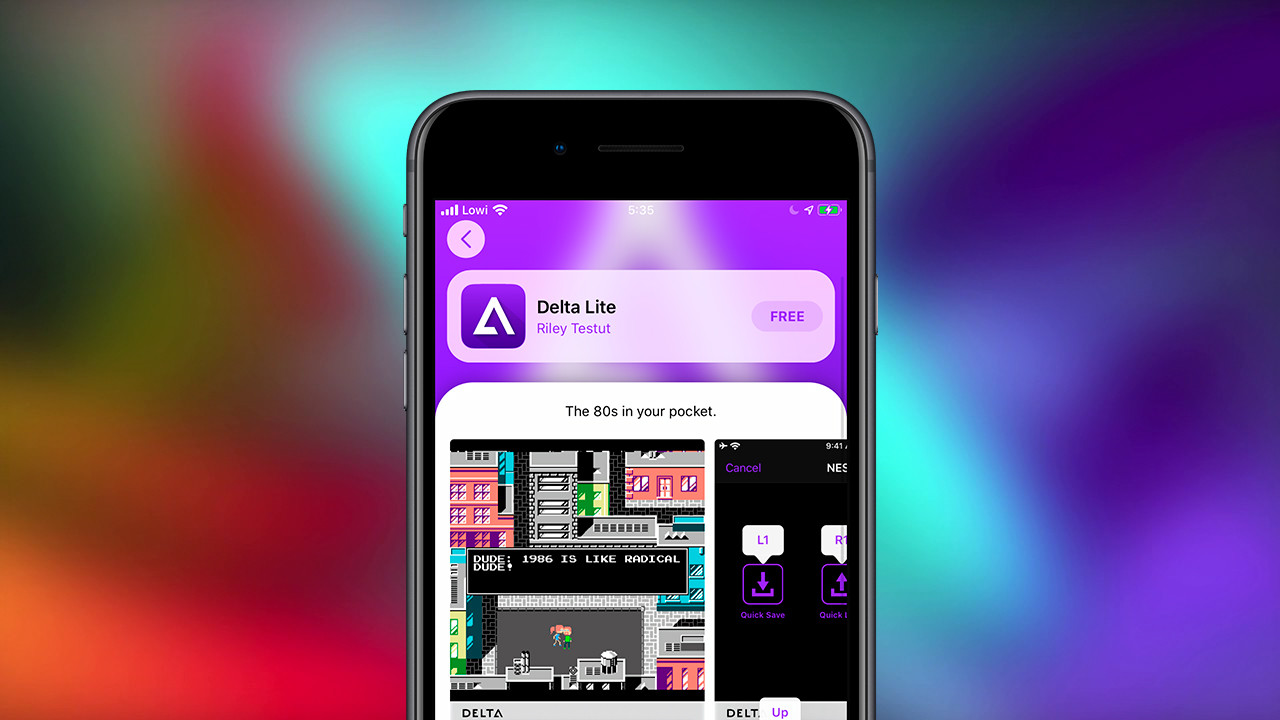 Lowi
5:35
Delta Lite
Riley Testut
FREE
The 80s in your pocket.
DUDE: 1986 IS LIKE RADICAL
DUDE!
DELTA
9:41
Cancel
NES
L1
R1
Quick Save
Quick L
DELT
Up